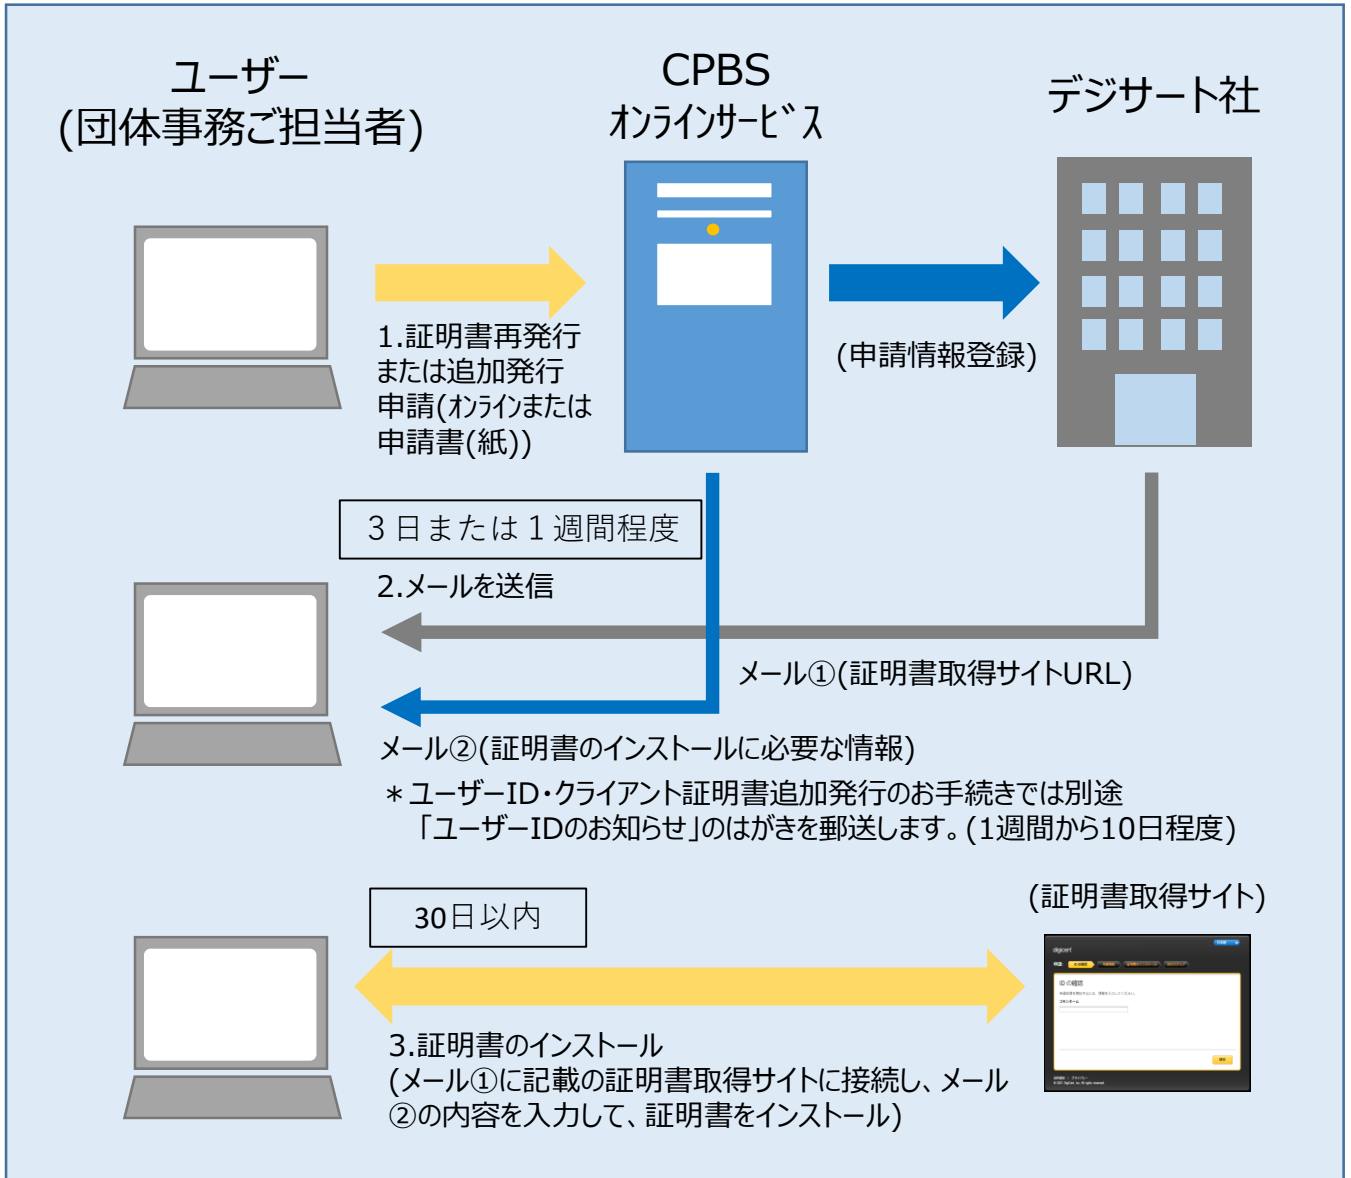 ユーザー
(団体事務ご担当者)
CPBS
オンラインサービス
デジサート社
1.証明書再発行
または追加発行
申請(オンラインまたは
申請書(紙))
(申請情報登録)
３日または１週間程度
2.メールを送信
メール①(証明書取得サイトURL)
メール②(証明書のインストールに必要な情報)
＊ユーザーID・クライアント証明書追加発行のお手続きでは別途
「ユーザーIDのお知らせ」のはがきを郵送します。(1週間から10日程度)
30日以内
(証明書取得サイト)
digicert
IDの確認
コモンネーム
3.証明書のインストール
(メール①に記載の証明書取得サイトに接続し、メール
②の内容を入力して、証明書をインストール)